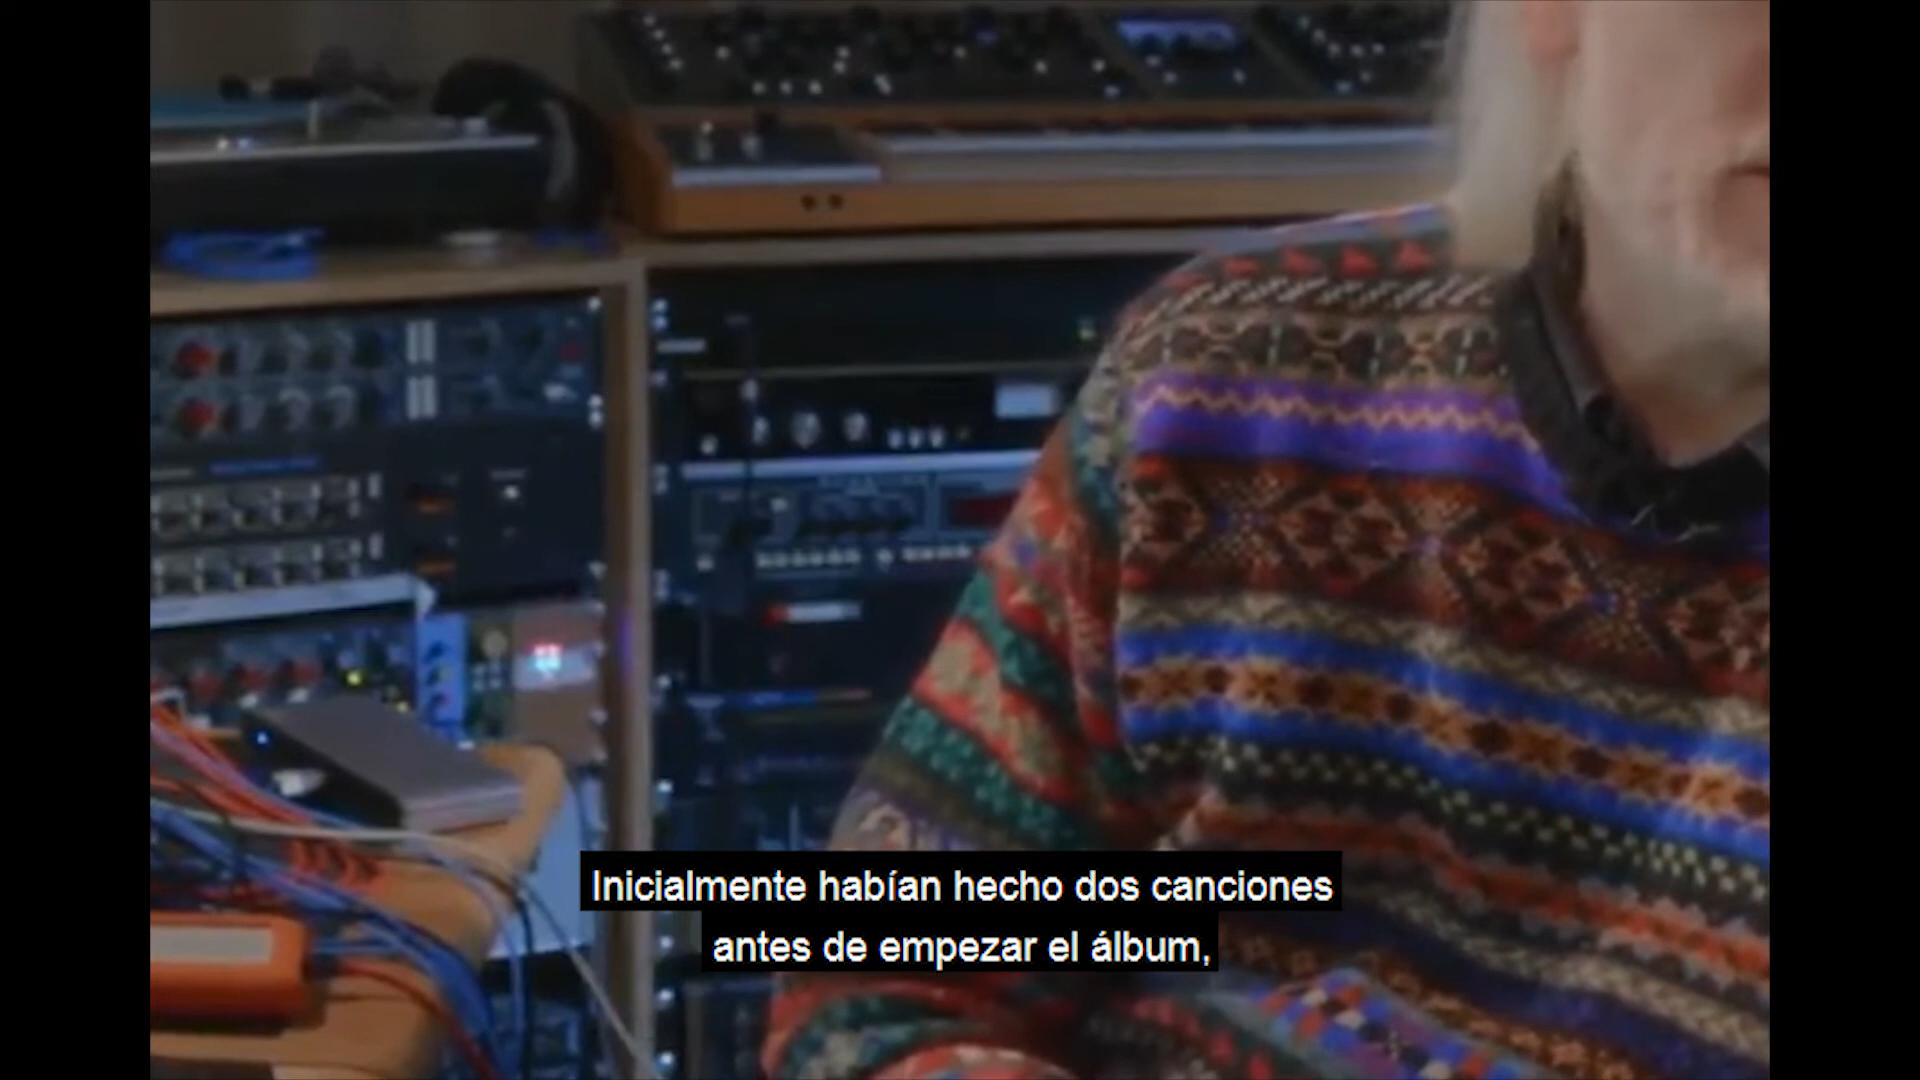 Inicialmente habían hecho dos canciones
antes de empezar el álbum,